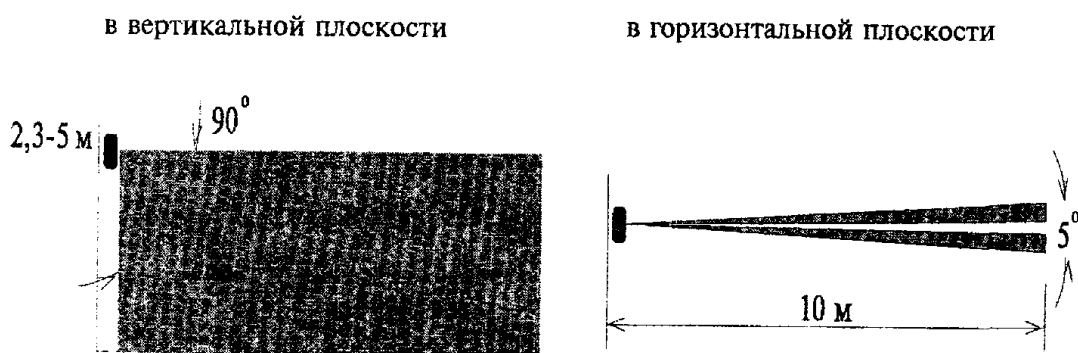 в вертикальной плоскости
в горизонтальной плоскости
90°
2,3-5 м
5°
10 м